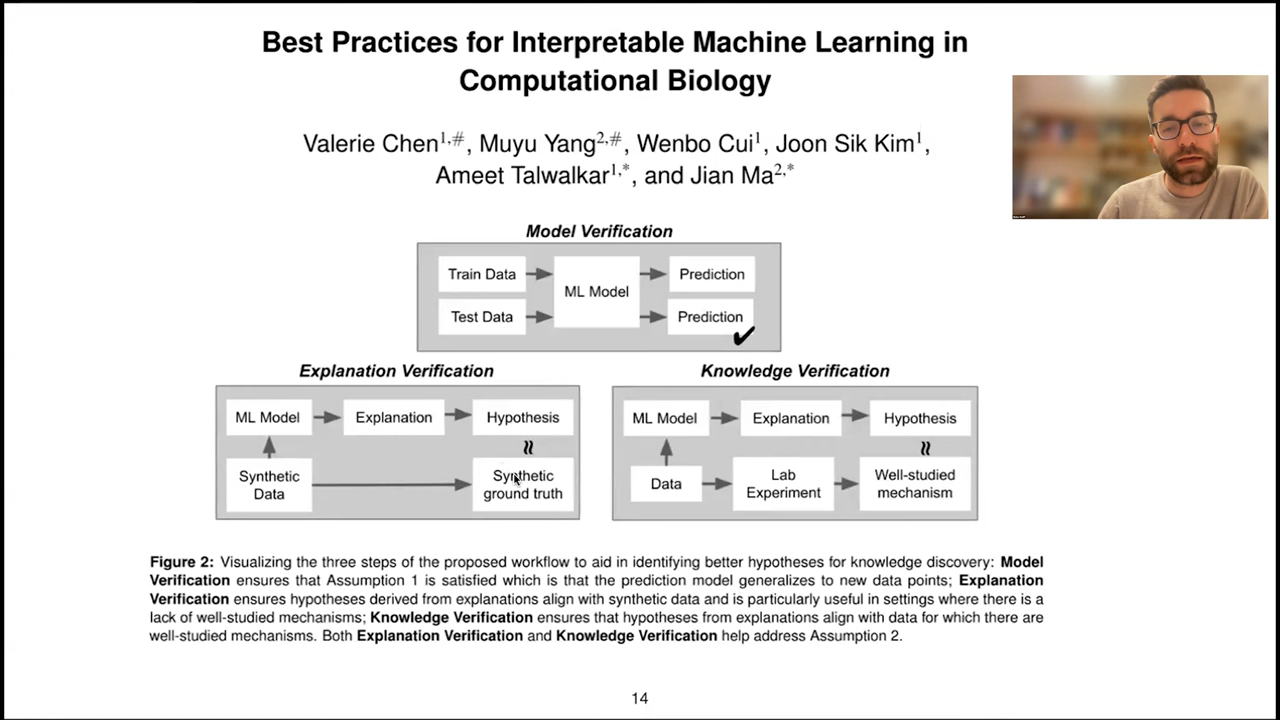 Best Practices for Interpretable Machine Learning in
Computational Biology
Valerie Chen1,#, Muyu Yang2,#, Wenbo Cui1, Joon Sik Kim1,
Ameet Talwalkar1,*, and Jian Ma2,*
Model Verification
Train Data
ML Model
Prediction
Test Data
Prediction
Explanation Verification
ML Model
Explanation
Hypothesis
≈
Synthetic
Data
Synthetic
ground truth
Knowledge Verification
ML Model
Explanation
Hypothesis
≈
Data
Lab
Experiment
Well-studied
mechanism
Figure 2: Visualizing the three steps of the proposed workflow to aid in identifying better hypotheses for knowledge discovery: Model
Verification ensures that Assumption 1 is satisfied which is that the prediction model generalizes to new data points; Explanation
Verification ensures hypotheses derived from explanations align with synthetic data and is particularly useful in settings where there is a
lack of well-studied mechanisms; Knowledge Verification ensures that hypotheses from explanations align with data for which there are
well-studied mechanisms. Both Explanation Verification and Knowledge Verification help address Assumption 2.
14